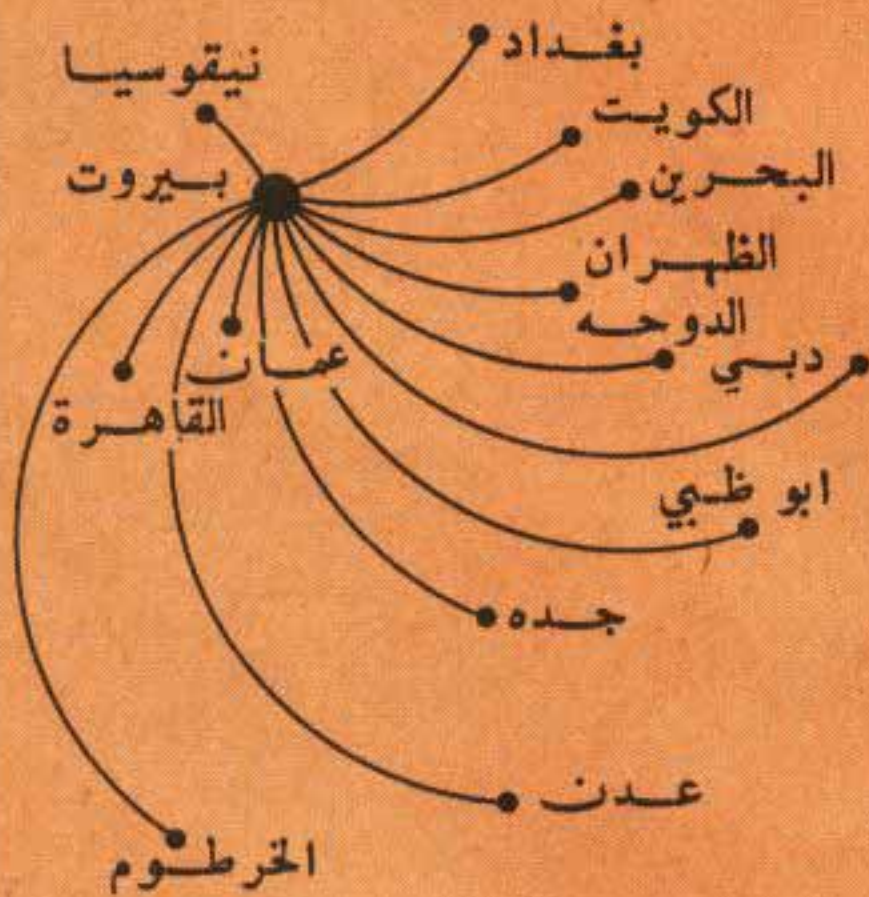 بغداد
نيقوسيا
الكويت
بيروت
البحرين
الظهران
الدوحه
دبي
عمان
القاهرة
ابو ظبي
جده
عدن
الخرطوم